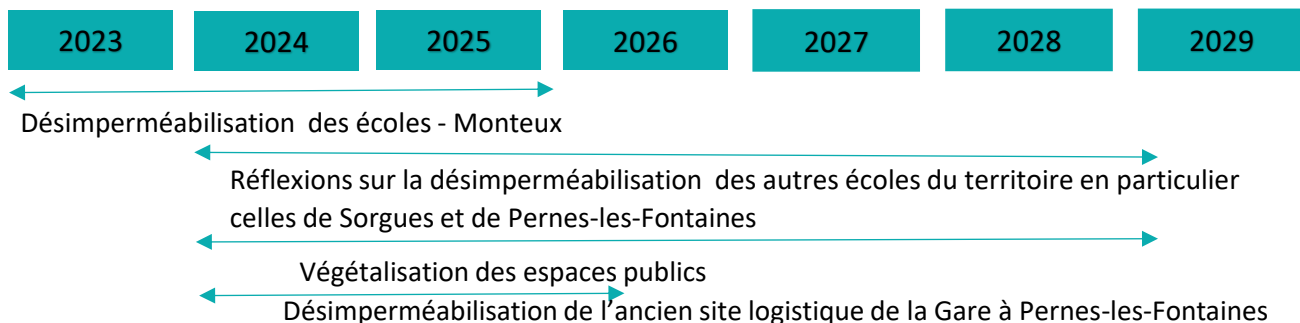 2023 2024 2025 2026 2027 2028 2029
Désimperméabilisation des écoles - Monteux
Réflexions sur la désimperméabilisation des autres écoles du territoire en particulier
celles de Sorgues et de Pernes-les-Fontaines
Végétalisation des espaces publics
Désimperméabilisation de l'ancien site logistique de la Gare à Pernes-les-Fontaines